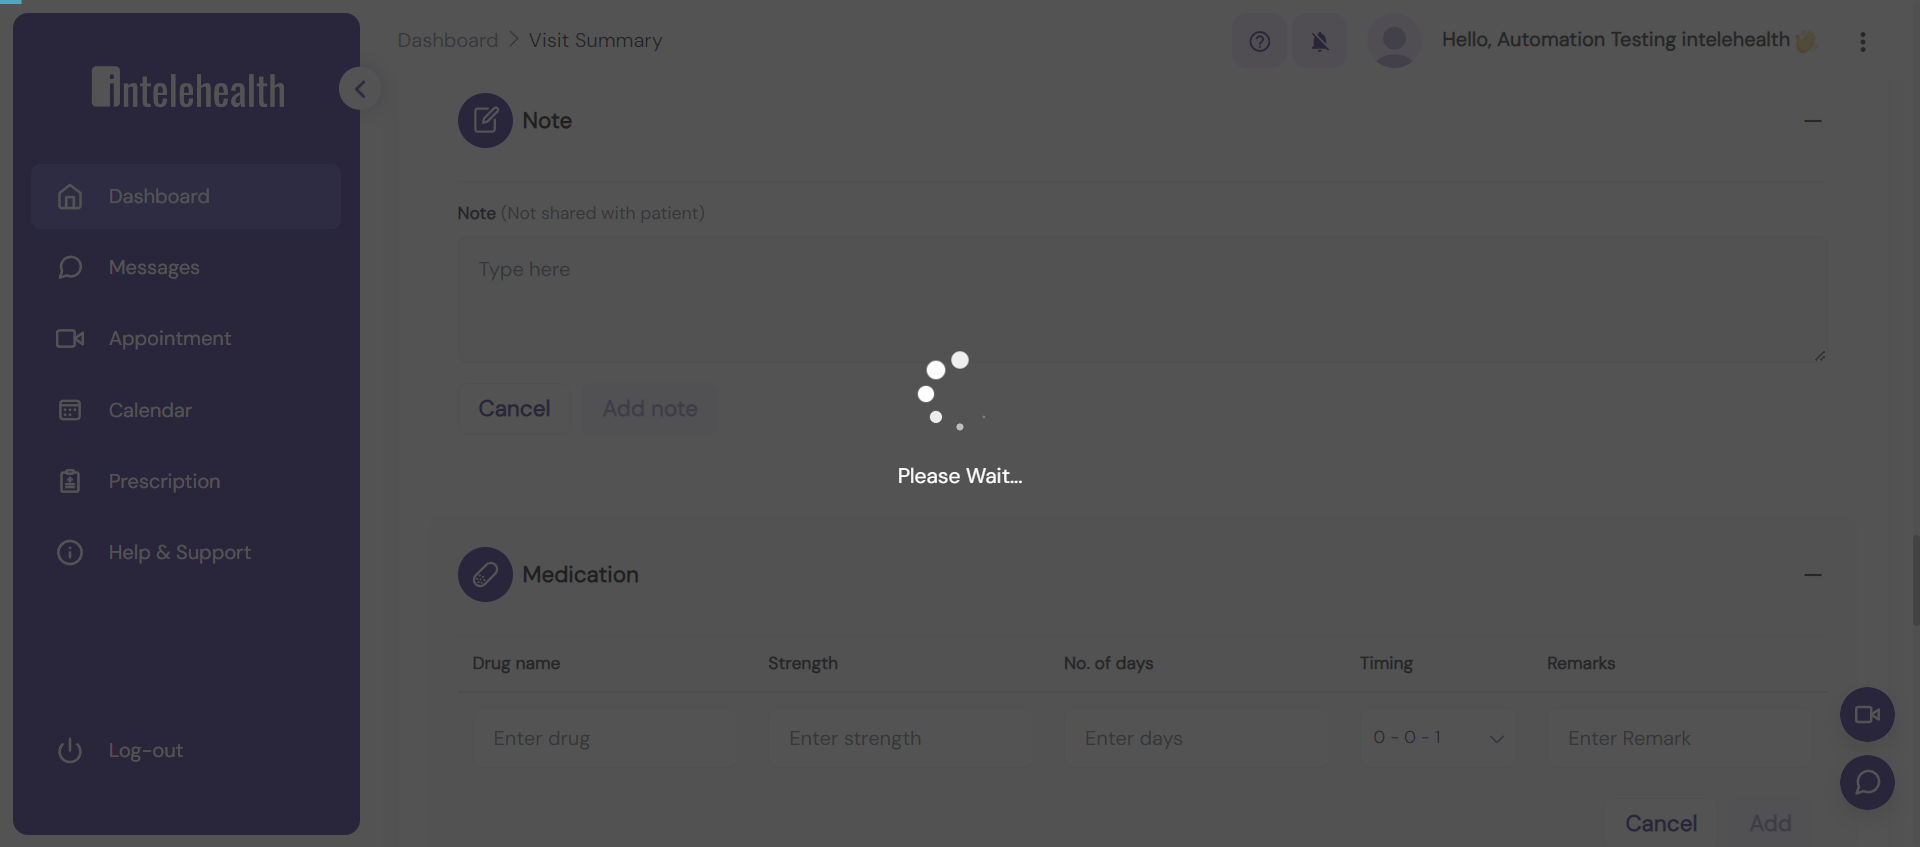 intelehealth
Dashboard
Messages
Appointment
Calendar
Prescription
Help & Support
Log-out
Dashboard > Visit Summary
Hello, Automation Testing intelehealth 👋
Note
Note (Not shared with patient)
Type here
Cancel Add note
Please Wait...
Medication
Drug name Strength No. of days Timing Remarks
Enter drug Enter strength Enter days 0 - 0 - 1 Enter Remark
Cancel Add